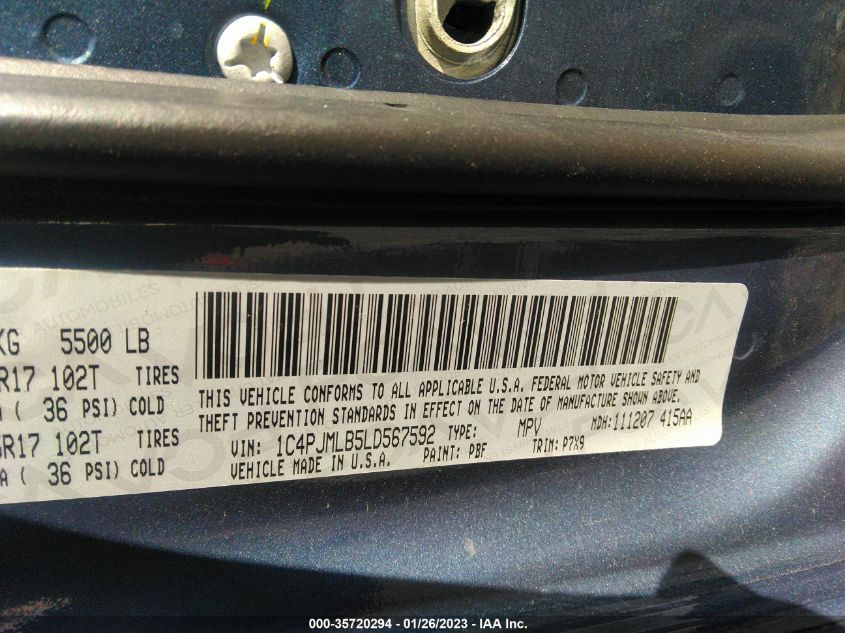 KG 5500 LB
R17 102T TIRES
( 36 PSI) COLD
R17 102T TIRES
A ( 36 PSI) COLD
THIS VEHICLE CONFORMS TO ALL APPLICABLE U.S.A. FEDERAL MOTOR VEHICLE SAFETY AND
THEFT PREVENTION STANDARDS IN EFFECT ON THE DATE OF MANUFACTURE SHOWN ABOVE.
VIN: 1C4PJMLB5LD567592 TYPE: MPV MDH: 111207 415AA
VEHICLE MADE IN U.S.A. PAINT: PBF TRIM: P7X9
AUTOMOBILES
000-35720294 - 01/26/2023 - IAA Inc.